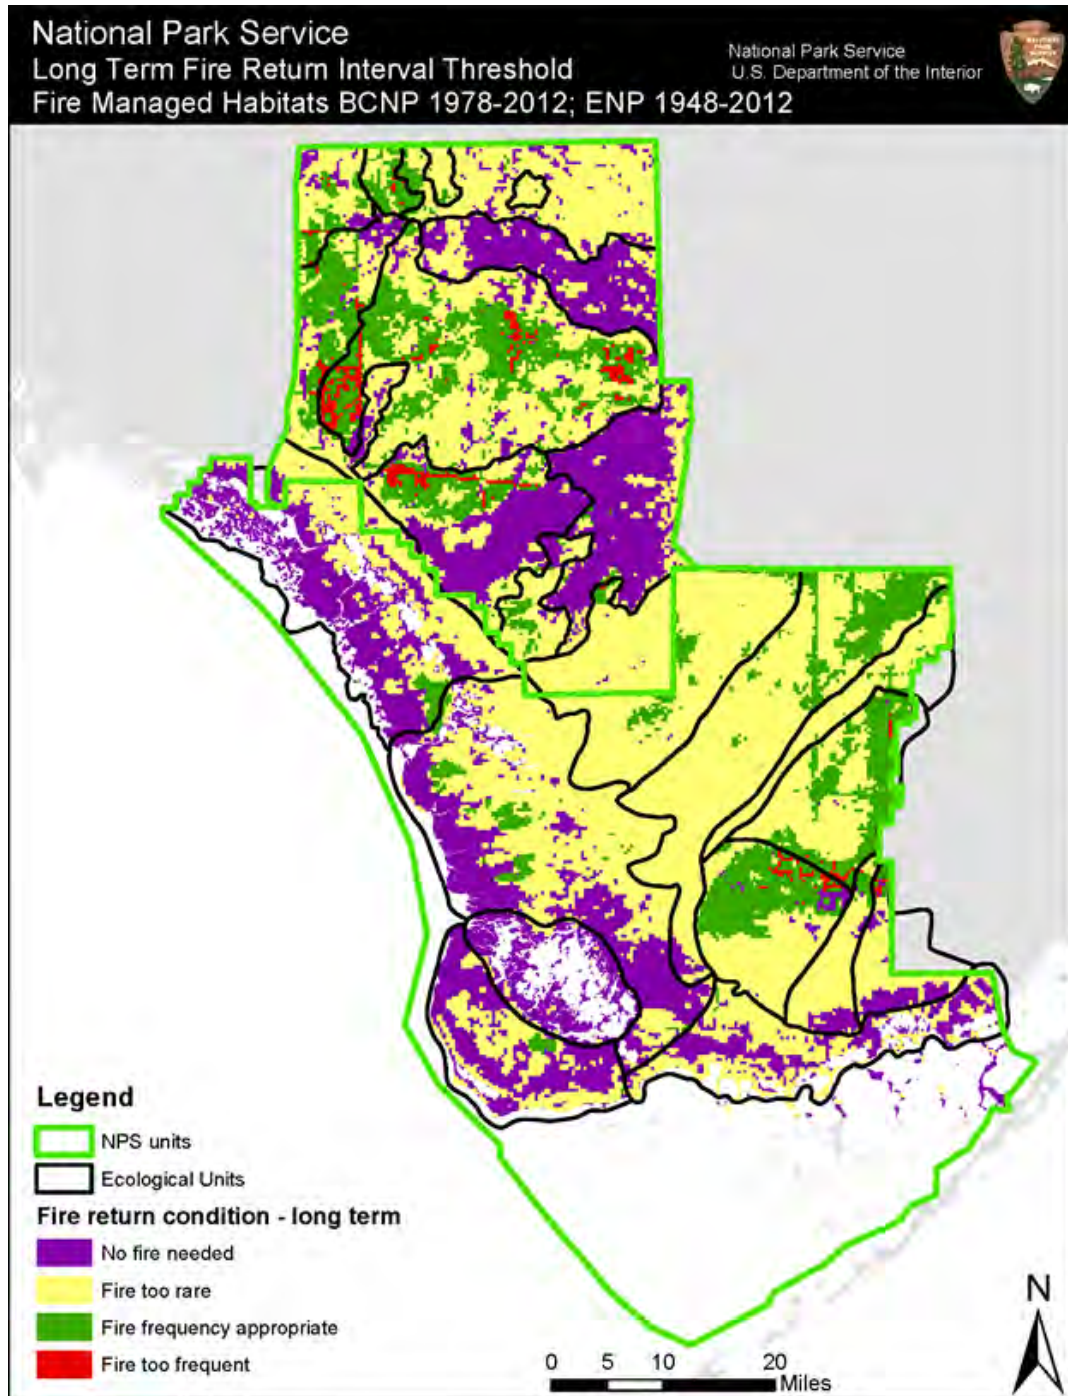 National Park Service
Long Term Fire Return Interval Threshold
Fire Managed Habitats BCNP 1978-2012; ENP 1948-2012
National Park Service
U.S. Department of the Interior
Legend
NPS units
Ecological Units
Fire return condition - long term
No fire needed
Fire too rare
Fire frequency appropriate
Fire too frequent
0 5 10 20
Miles
N